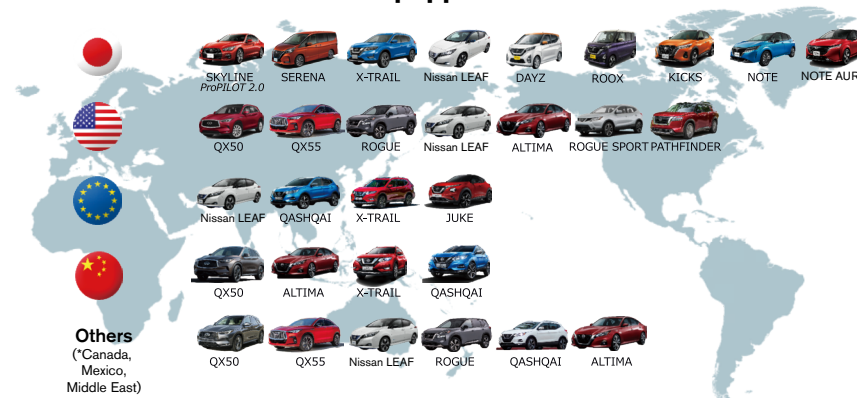 SKYLINE SERENA X-TRAIL Nissan LEAF DAYZ ROOX KICKS NOTE NOTE AUR
ProPILOT 2.0
QX50 QX55 ROGUE Nissan LEAF ALTIMA ROGUE SPORT PATHFINDER
Nissan LEAF QASHQAI X-TRAIL JUKE
QX50 ALTIMA X-TRAIL QASHQAI
Others
(*Canada,
Mexico,
Middle East)
QX50 QX55 Nissan LEAF ROGUE QASHQAI ALTIMA